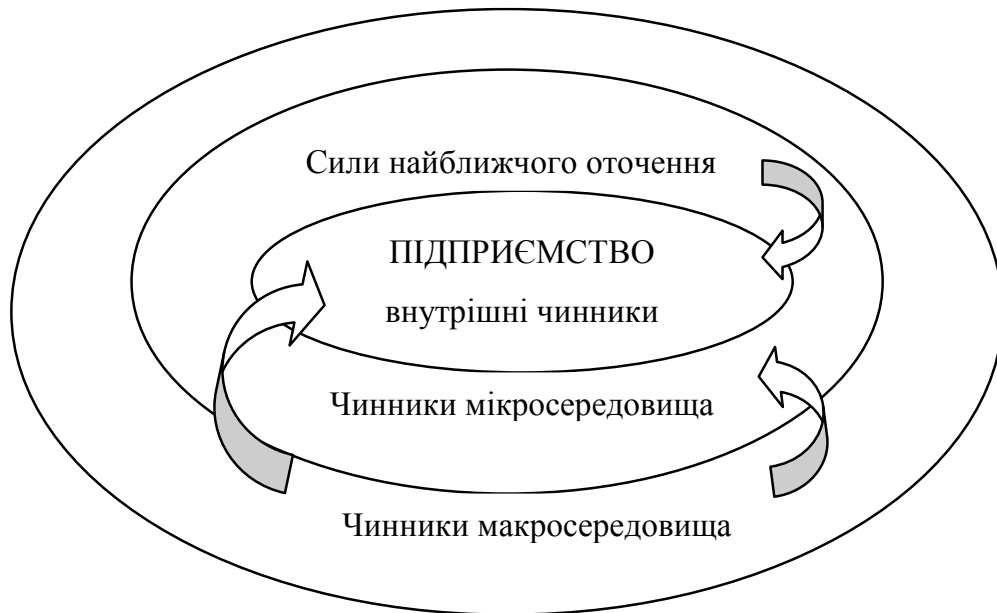 Сили найближчого оточення
ПІДПРИЄМСТВО
внутрішні чинники
Чинники мікросередовища
Чинники макросередовища